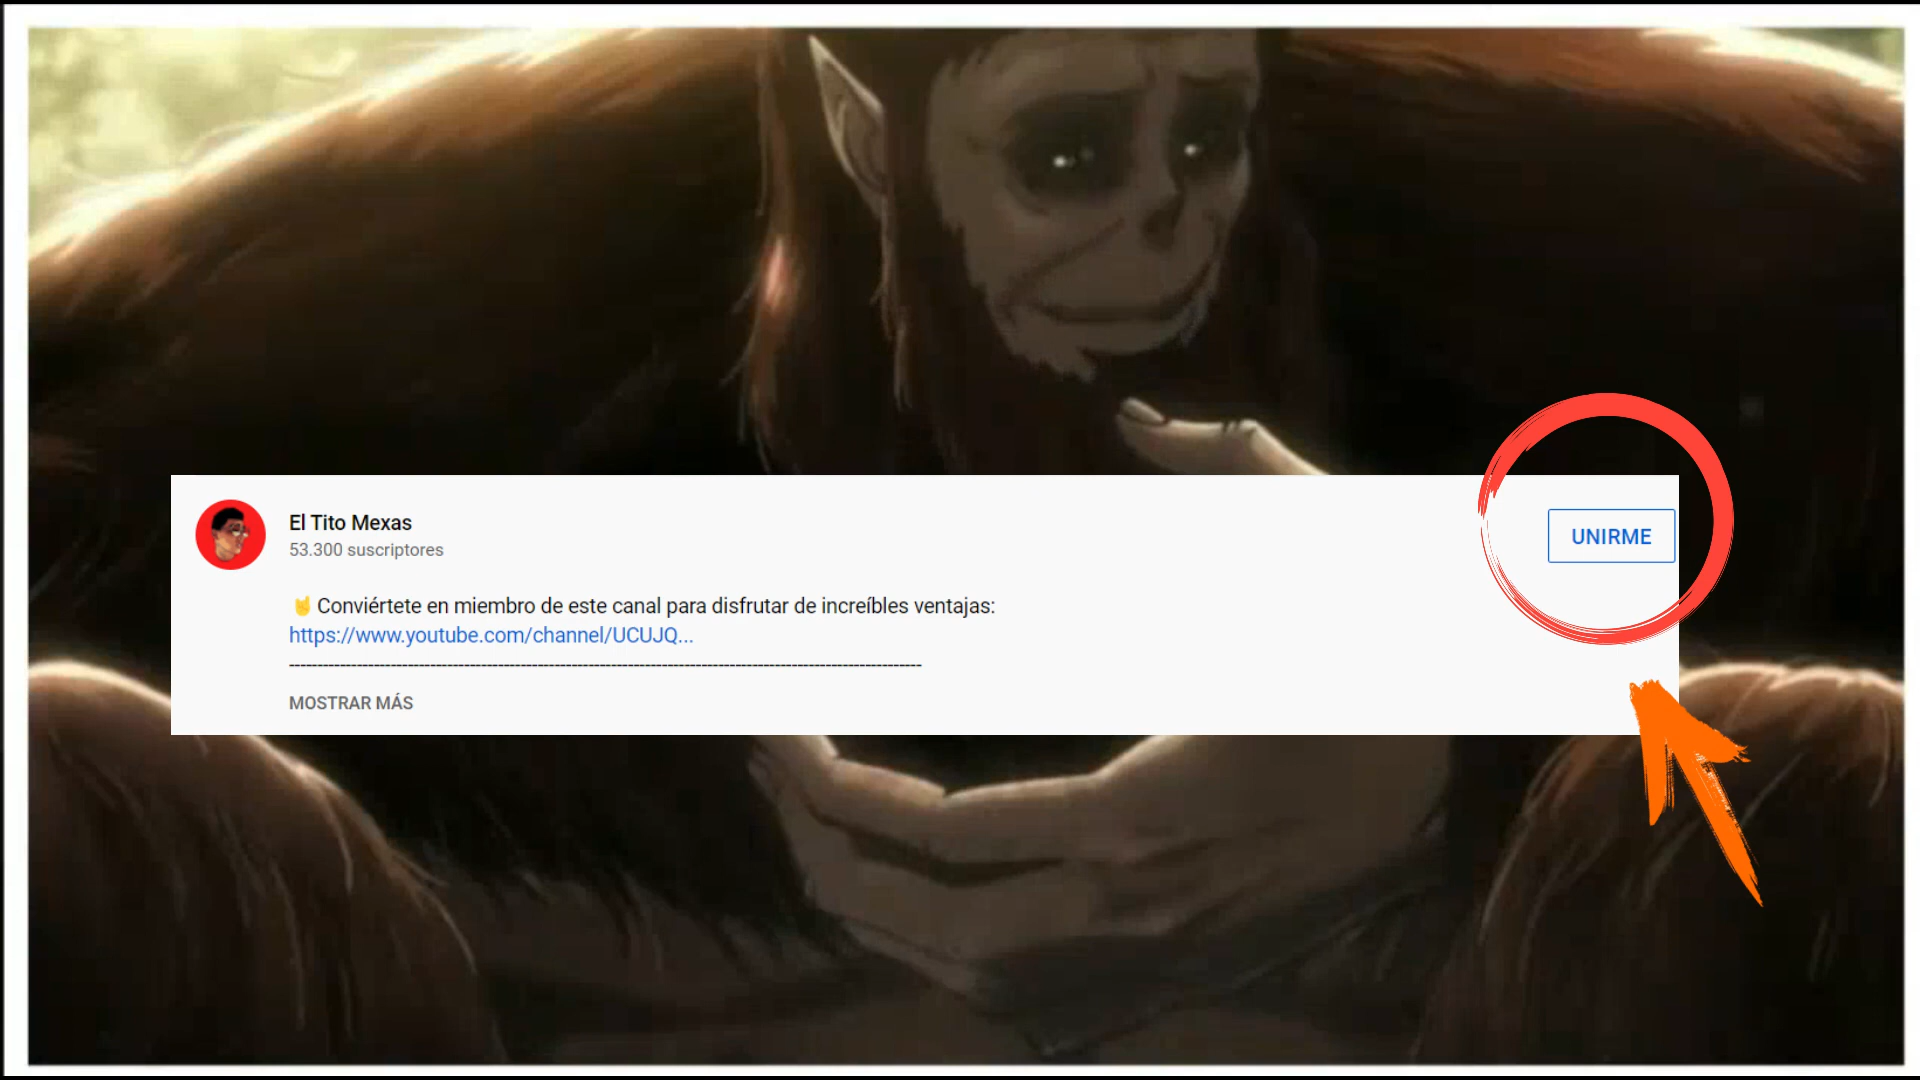 El Tito Mexas
53.300 suscriptores
UNIRME
🤘Conviértete en miembro de este canal para disfrutar de increíbles ventajas:
https://www.youtube.com/channel/UCUJQ...
---------------------------------------------------------------------------------------------------------
MOSTRAR MÁS